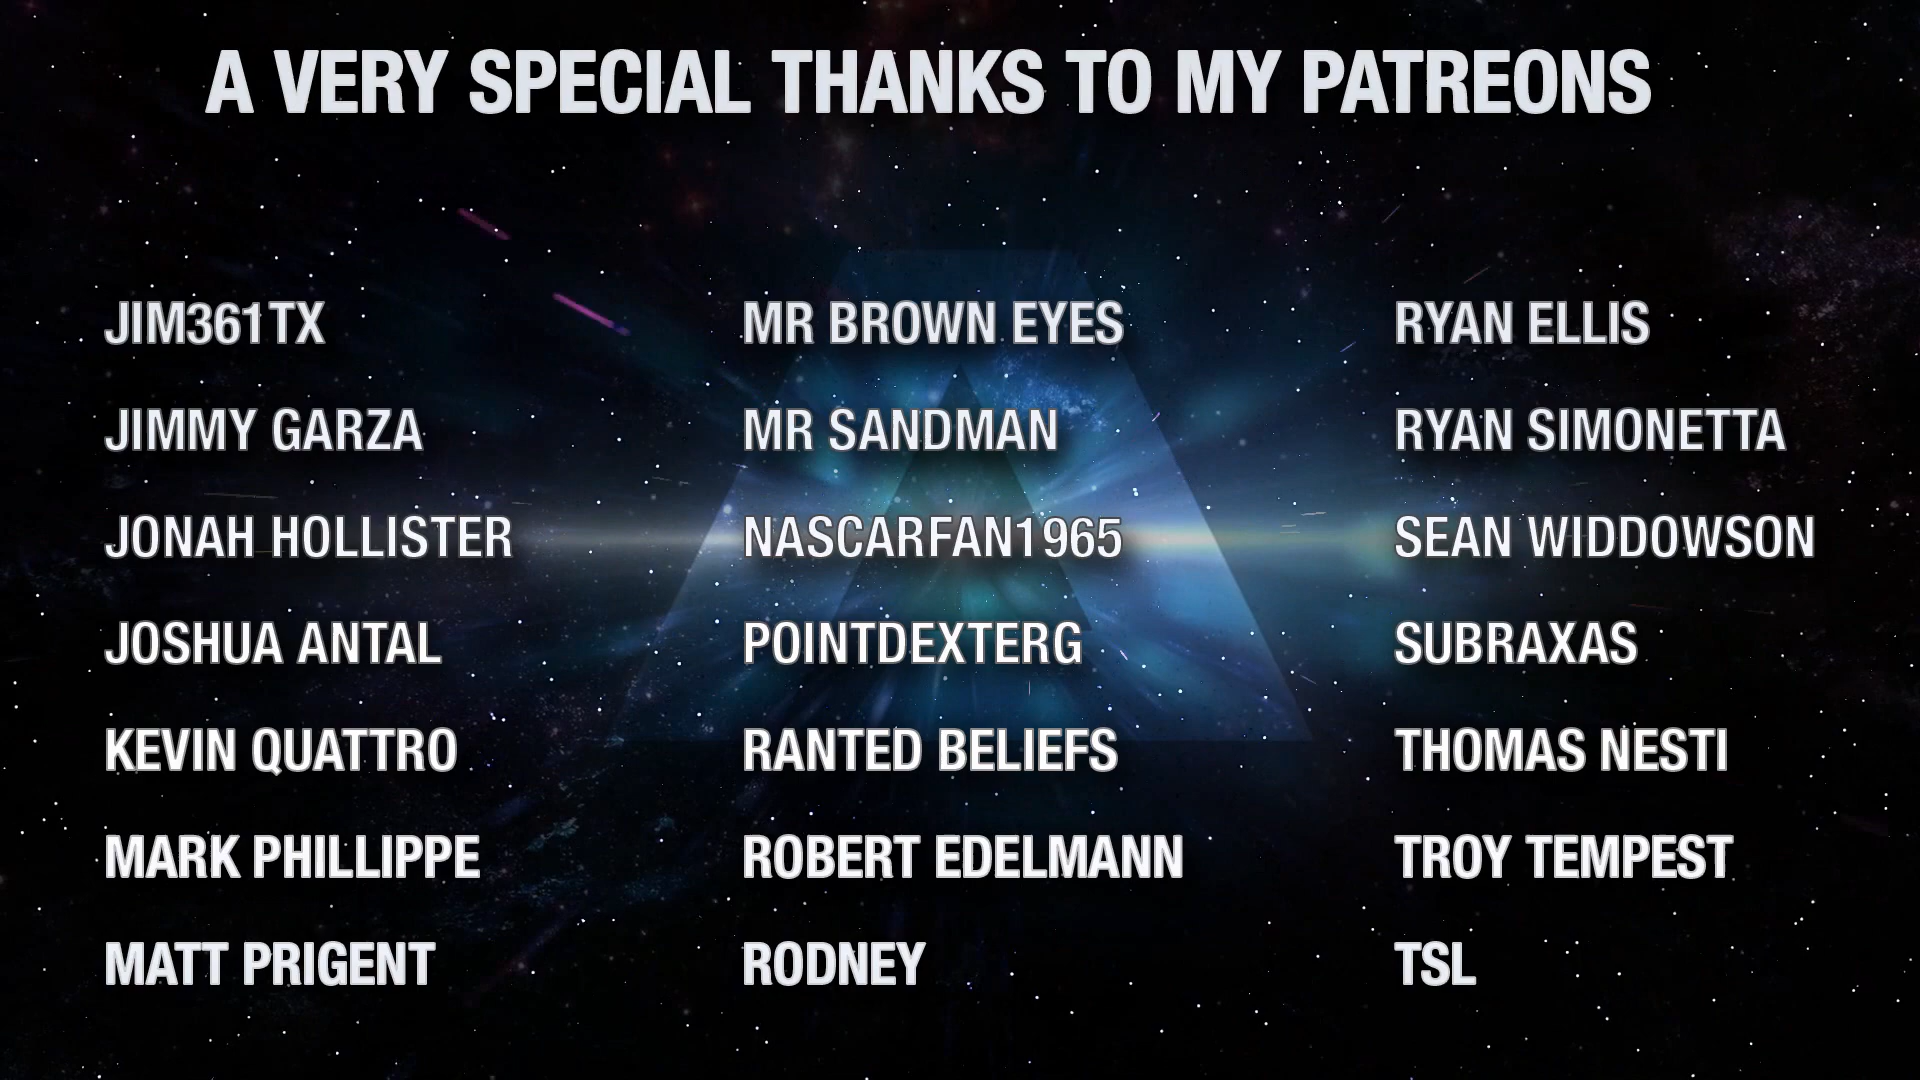 A VERY SPECIAL THANKS TO MY PATREONS
JIM361TX
JIMMY GARZA
JONAH HOLLISTER
JOSHUA ANTAL
KEVIN QUATTRO
MARK PHILLIPPE
MATT PRIGENT
MR BROWN EYES
MR SANDMAN
NASCARFAN1965
POINTDEXTERG
RANTED BELIEFS
ROBERT EDELMANN
RODNEY
RYAN ELLIS
RYAN SIMONETTA
SEAN WIDDOWSON
SUBRAXAS
THOMAS NESTI
TROY TEMPEST
TSL